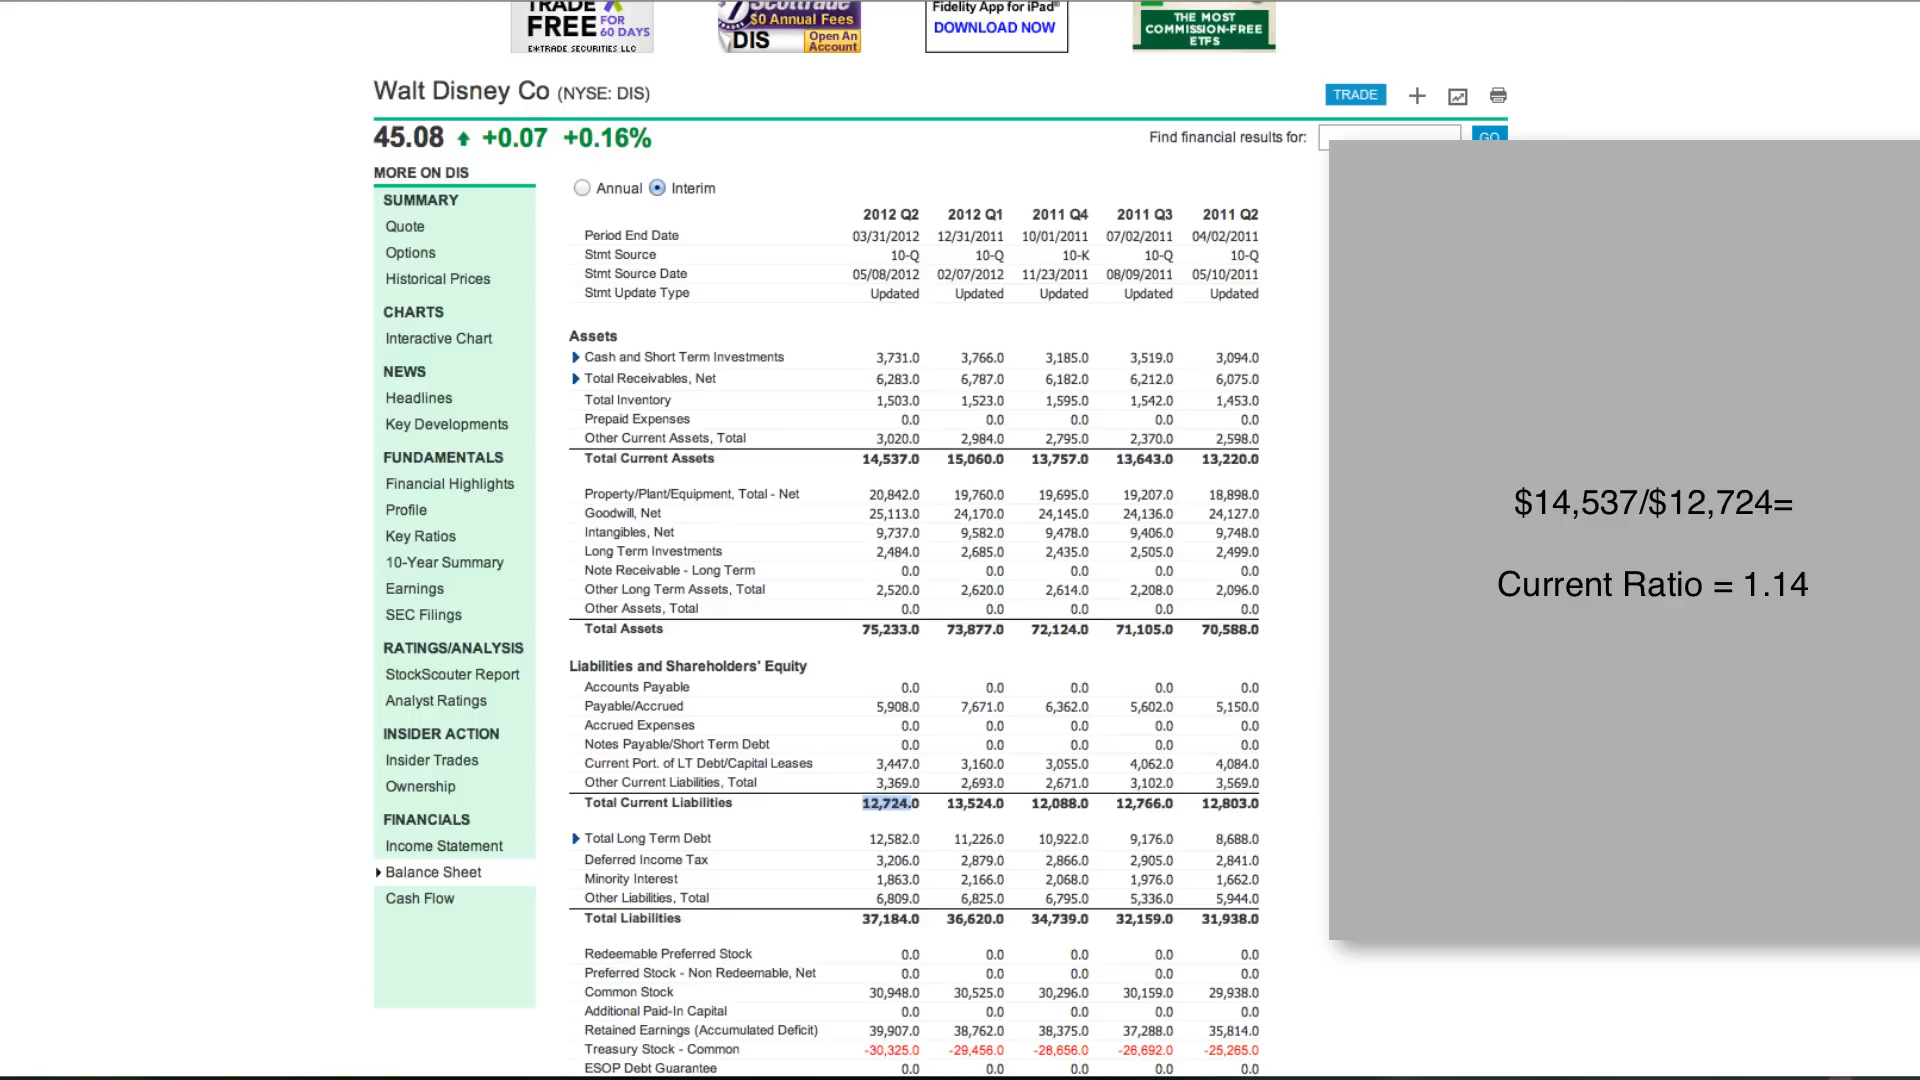 TRADE
FREE FOR
60 DAYS
E*TRADE SECURITIES LLC
Scottrade
$0 Annual Fees
DIS
Open An
Account
Fidelity App for iPad®
DOWNLOAD NOW
THE MOST
COMMISSION-FREE
ETFS
Walt Disney Co (NYSE: DIS)
TRADE
45.08 +0.07 +0.16%
Find financial results for:
GO
MORE ON DIS
SUMMARY
Quote
Options
Historical Prices
CHARTS
Interactive Chart
NEWS
Headlines
Key Developments
FUNDAMENTALS
Financial Highlights
Profile
Key Ratios
10-Year Summary
Earnings
SEC Filings
RATINGS/ANALYSIS
StockScouter Report
Analyst Ratings
INSIDER ACTION
Insider Trades
Ownership
FINANCIALS
Income Statement
Balance Sheet
Cash Flow
Annual Interim
2012 Q2 2012 Q1 2011 Q4 2011 Q3 2011 Q2
Period End Date 03/31/2012 12/31/2011 10/01/2011 07/02/2011 04/02/2011
Stmt Source 10-Q 10-Q 10-K 10-Q 10-Q
Stmt Source Date 05/08/2012 02/07/2012 11/23/2011 08/09/2011 05/10/2011
Stmt Update Type Updated Updated Updated Updated Updated
Assets
Cash and Short Term Investments 3,731.0 3,766.0 3,185.0 3,519.0 3,094.0
Total Receivables, Net 6,283.0 6,787.0 6,182.0 6,212.0 6,075.0
Total Inventory 1,503.0 1,523.0 1,595.0 1,542.0 1,453.0
Prepaid Expenses 0.0 0.0 0.0 0.0 0.0
Other Current Assets, Total 3,020.0 2,984.0 2,795.0 2,370.0 2,598.0
Total Current Assets 14,537.0 15,060.0 13,757.0 13,643.0 13,220.0
Property/Plant/Equipment, Total - Net 20,842.0 19,760.0 19,695.0 19,207.0 18,898.0
Goodwill, Net 25,113.0 24,170.0 24,145.0 24,136.0 24,127.0
Intangibles, Net 9,737.0 9,582.0 9,478.0 9,406.0 9,748.0
Long Term Investments 2,484.0 2,685.0 2,435.0 2,505.0 2,499.0
Note Receivable - Long Term 0.0 0.0 0.0 0.0 0.0
Other Long Term Assets, Total 2,520.0 2,620.0 2,614.0 2,208.0 2,096.0
Other Assets, Total 0.0 0.0 0.0 0.0 0.0
Total Assets 75,233.0 73,877.0 72,124.0 71,105.0 70,588.0
Liabilities and Shareholders' Equity
Accounts Payable 0.0 0.0 0.0 0.0 0.0
Payable/Accrued 5,908.0 7,671.0 6,362.0 5,602.0 5,150.0
Accrued Expenses 0.0 0.0 0.0 0.0 0.0
Notes Payable/Short Term Debt 0.0 0.0 0.0 0.0 0.0
Current Port. of LT Debt/Capital Leases 3,447.0 3,160.0 3,055.0 4,062.0 4,084.0
Other Current Liabilities, Total 3,369.0 2,693.0 2,671.0 3,102.0 3,569.0
Total Current Liabilities 12,724.0 13,524.0 12,088.0 12,766.0 12,803.0
Total Long Term Debt 12,582.0 11,226.0 10,922.0 9,176.0 8,688.0
Deferred Income Tax 3,206.0 2,879.0 2,866.0 2,905.0 2,841.0
Minority Interest 1,863.0 2,166.0 2,068.0 1,976.0 1,662.0
Other Liabilities, Total 6,809.0 6,825.0 6,795.0 5,336.0 5,944.0
Total Liabilities 37,184.0 36,620.0 34,739.0 32,159.0 31,938.0
Redeemable Preferred Stock 0.0 0.0 0.0 0.0 0.0
Preferred Stock - Non Redeemable, Net 0.0 0.0 0.0 0.0 0.0
Common Stock 30,948.0 30,525.0 30,296.0 30,159.0 29,938.0
Additional Paid-In Capital 0.0 0.0 0.0 0.0 0.0
Retained Earnings (Accumulated Deficit) 39,907.0 38,762.0 38,375.0 37,288.0 35,814.0
Treasury Stock - Common -30,325.0 -29,456.0 -28,656.0 -26,692.0 -25,265.0
ESOP Debt Guarantee 0.0 0.0 0.0 0.0 0.0
$14,537/$12,724=
Current Ratio = 1.14